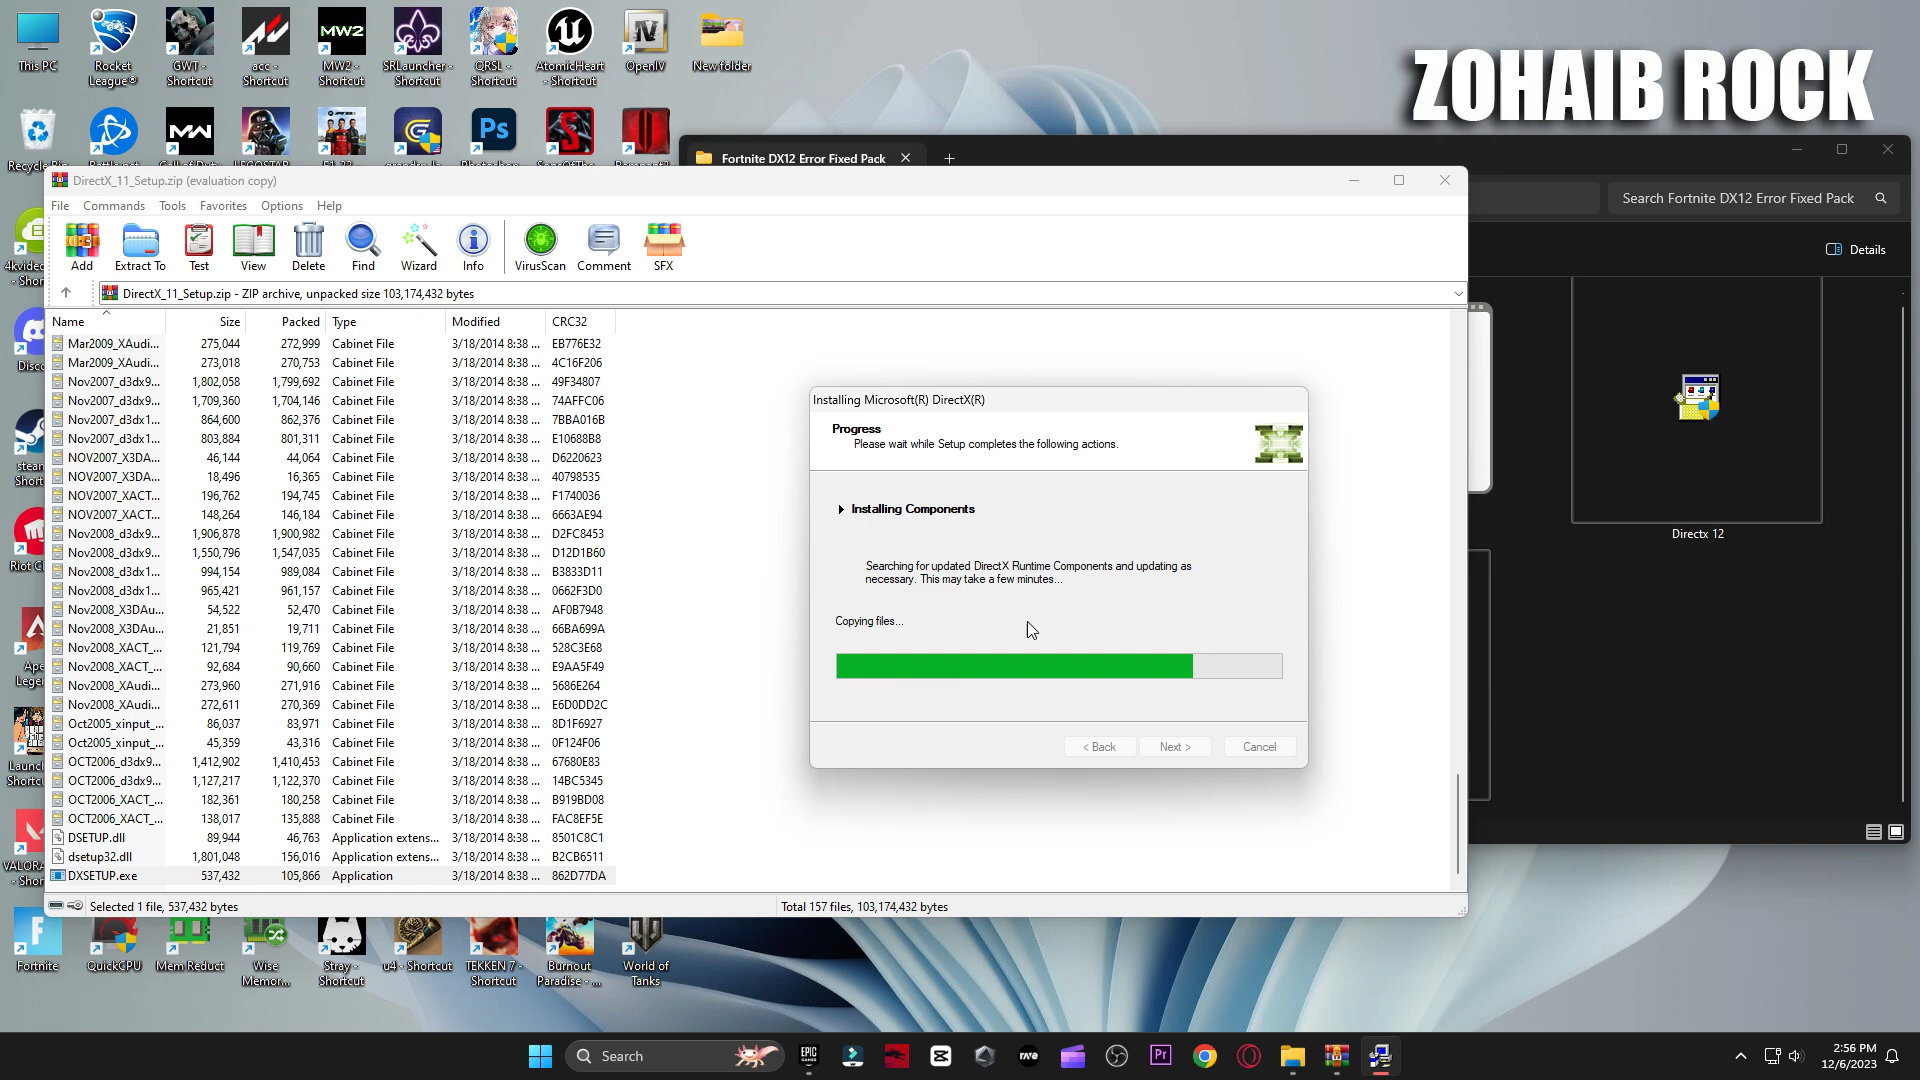 This PC
Rocket League®
GWT - Shortcut
acc - Shortcut
MW2 - Shortcut
SRLauncher - Shortcut
QRSL - Shortcut
AtomicHeart - Shortcut
OpenIV
New folder
ZOHAIB ROCK
Fortnite DX12 Error Fixed Pack
Search Fortnite DX12 Error Fixed Pack
Details
Directx 12
DirectX_11_Setup.zip (evaluation copy)
File Commands Tools Favorites Options Help
Add Extract To Test View Delete Find Wizard Info VirusScan Comment SFX
DirectX_11_Setup.zip - ZIP archive, unpacked size 103,174,432 bytes
Name Size Packed Type Modified CRC32
Mar2009_XAudi... 275,044 272,999 Cabinet File 3/18/2014 8:38 ... EB776E32
Mar2009_XAudi... 273,018 270,753 Cabinet File 3/18/2014 8:38 ... 4C16F206
Nov2007_d3dx9... 1,802,058 1,799,692 Cabinet File 3/18/2014 8:38 ... 49F34807
Nov2007_d3dx9... 1,709,360 1,704,146 Cabinet File 3/18/2014 8:38 ... 74AFFC06
Nov2007_d3dx1... 864,600 862,376 Cabinet File 3/18/2014 8:38 ... 7BBA016B
Nov2007_d3dx1... 803,884 801,311 Cabinet File 3/18/2014 8:38 ... E10688B8
NOV2007_X3DA... 46,144 44,064 Cabinet File 3/18/2014 8:38 ... D6220623
NOV2007_X3DA... 18,496 16,365 Cabinet File 3/18/2014 8:38 ... 40798535
NOV2007_XACT... 196,762 194,745 Cabinet File 3/18/2014 8:38 ... F1740036
NOV2007_XACT... 148,264 146,184 Cabinet File 3/18/2014 8:38 ... 6663AE94
Nov2008_d3dx9... 1,906,878 1,900,982 Cabinet File 3/18/2014 8:38 ... D2FC8453
Nov2008_d3dx9... 1,550,796 1,547,035 Cabinet File 3/18/2014 8:38 ... D12D1B60
Nov2008_d3dx1... 994,154 989,084 Cabinet File 3/18/2014 8:38 ... B3833D11
Nov2008_d3dx1... 965,421 961,157 Cabinet File 3/18/2014 8:38 ... 0662F3D0
Nov2008_X3DAu... 54,522 52,470 Cabinet File 3/18/2014 8:38 ... AF0B7948
Nov2008_X3DAu... 21,851 19,711 Cabinet File 3/18/2014 8:38 ... 66BA699A
Nov2008_XACT_... 121,794 119,769 Cabinet File 3/18/2014 8:38 ... 528C3E68
Nov2008_XACT_... 92,684 90,660 Cabinet File 3/18/2014 8:38 ... E9AA5F49
Nov2008_XAudi... 273,960 271,916 Cabinet File 3/18/2014 8:38 ... 5686E264
Nov2008_XAudi... 272,611 270,369 Cabinet File 3/18/2014 8:38 ... E6D0DD2C
Oct2005_xinput_... 86,037 83,971 Cabinet File 3/18/2014 8:38 ... 8D1F6927
Oct2005_xinput_... 45,359 43,316 Cabinet File 3/18/2014 8:38 ... 0F124F06
OCT2006_d3dx9... 1,412,902 1,410,453 Cabinet File 3/18/2014 8:38 ... 67680E83
OCT2006_d3dx9... 1,127,217 1,122,370 Cabinet File 3/18/2014 8:38 ... 14BC5345
OCT2006_XACT_... 182,361 180,258 Cabinet File 3/18/2014 8:38 ... B919BD08
OCT2006_XACT_... 138,017 135,888 Cabinet File 3/18/2014 8:38 ... FAC8EF5E
DSETUP.dll 89,944 46,763 Application extens... 3/18/2014 8:38 ... 8501C8C1
dsetup32.dll 1,801,048 156,016 Application extens... 3/18/2014 8:38 ... B2CB6511
DXSETUP.exe 537,432 105,866 Application 3/18/2014 8:38 ... 862D77DA
Selected 1 file, 537,432 bytes
Total 157 files, 103,174,432 bytes
Installing Microsoft(R) DirectX(R)
Progress
Please wait while Setup completes the following actions.
Installing Components
Searching for updated DirectX Runtime Components and updating as
necessary. This may take a few minutes...
Copying files...
< Back Next > Cancel
Fortnite
QuickCPU
Mem Reduct
Wise Memor...
Stray - Shortcut
u4 - Shortcut
TEKKEN 7 - Shortcut
Burnout Paradise - ...
World of Tanks
Search
2:56 PM
12/6/2023